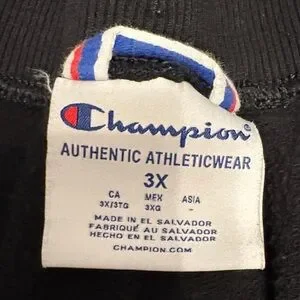 Champion
AUTHENTIC ATHLETICWEAR
3X
CA MEX ASIA
3X/3TG 3XG -
MADE IN EL SALVADOR
FABRIQUÉ AU SALVADOR
HECHO EN EL SALVADOR
CHAMPION.COM